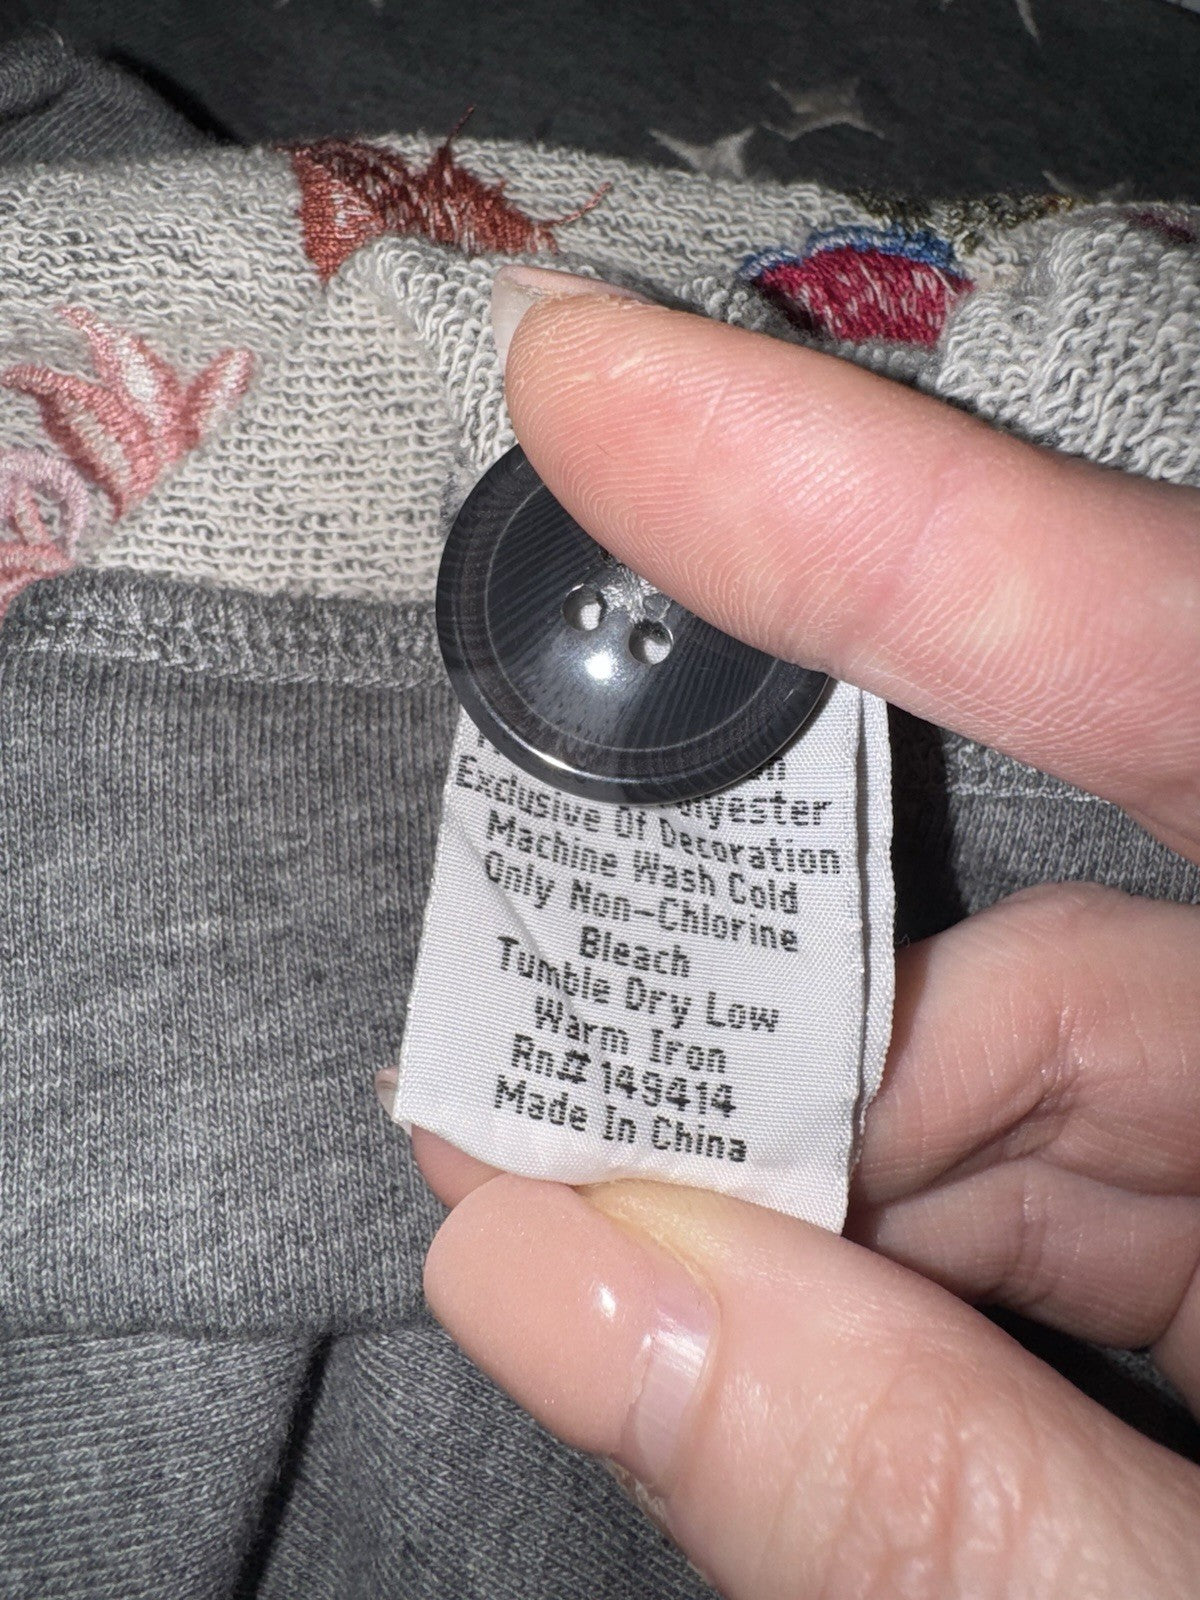 Exclusive Of Decoration
Machine Wash Cold
Only Non-Chlorine
Bleach
Tumble Dry Low
Warm Iron
Rn# 149414
Made In China